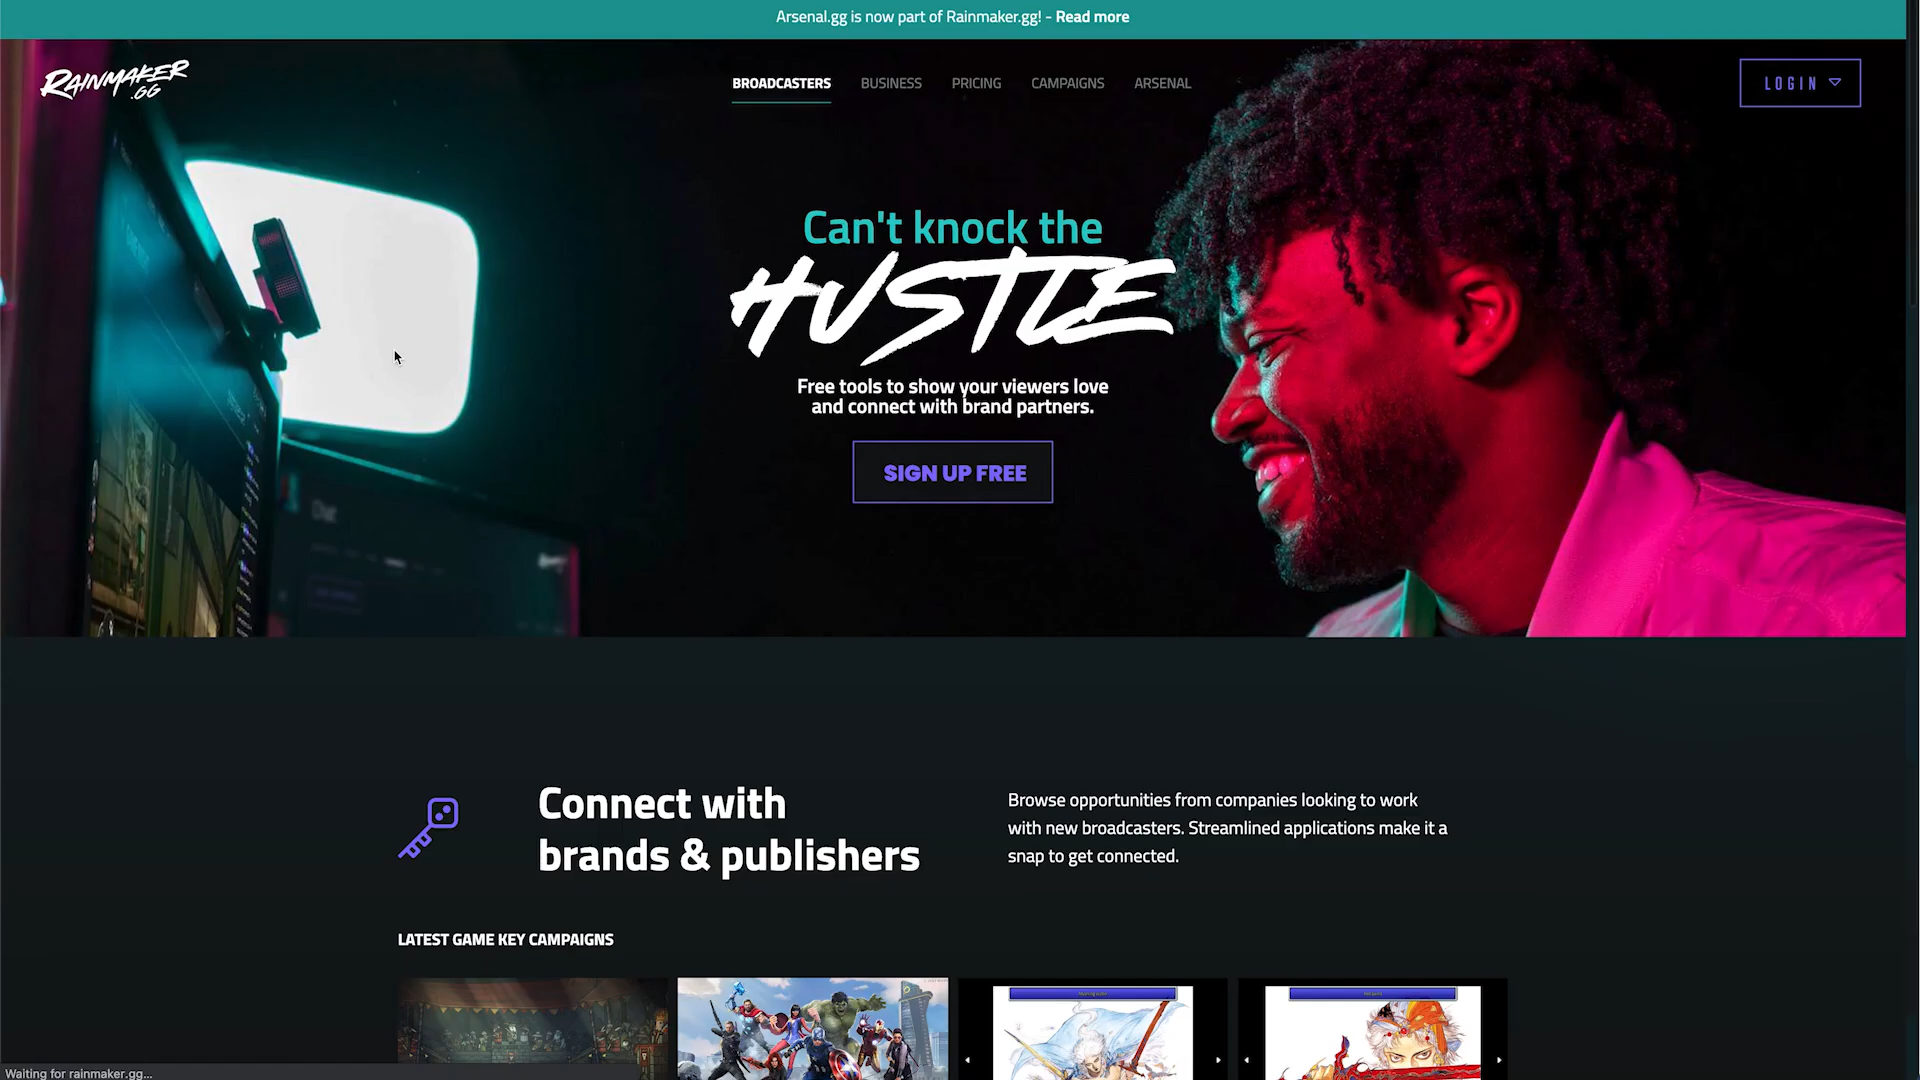 Arsenal.gg is now part of Rainmaker.gg! - Read more
RAINMAKER
.GG
BROADCASTERS
BUSINESS
PRICING
CAMPAIGNS
ARSENAL
LOGIN
Can't knock the
HUSTLE
Free tools to show your viewers love
and connect with brand partners.
SIGN UP FREE
Connect with
brands & publishers
Browse opportunities from companies looking to work
with new broadcasters. Streamlined applications make it a
snap to get connected.
LATEST GAME KEY CAMPAIGNS
Waiting for rainmaker.gg...